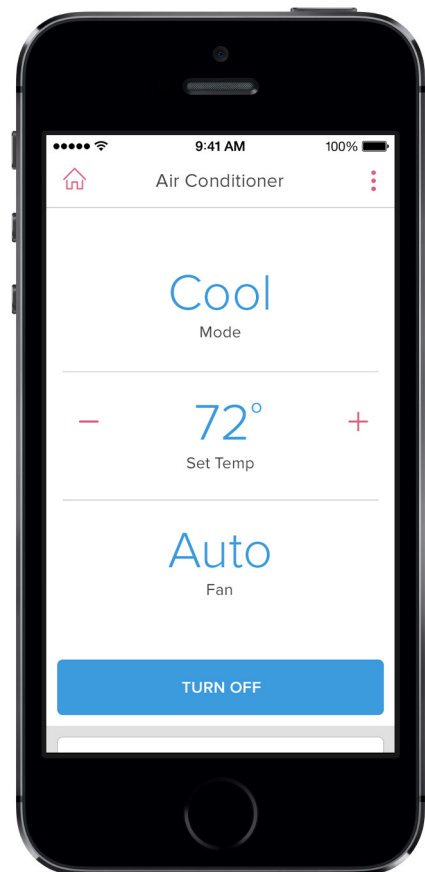 9:41 AM
100%
Air Conditioner
Cool
Mode
72°
Set Temp
Auto
Fan
TURN OFF